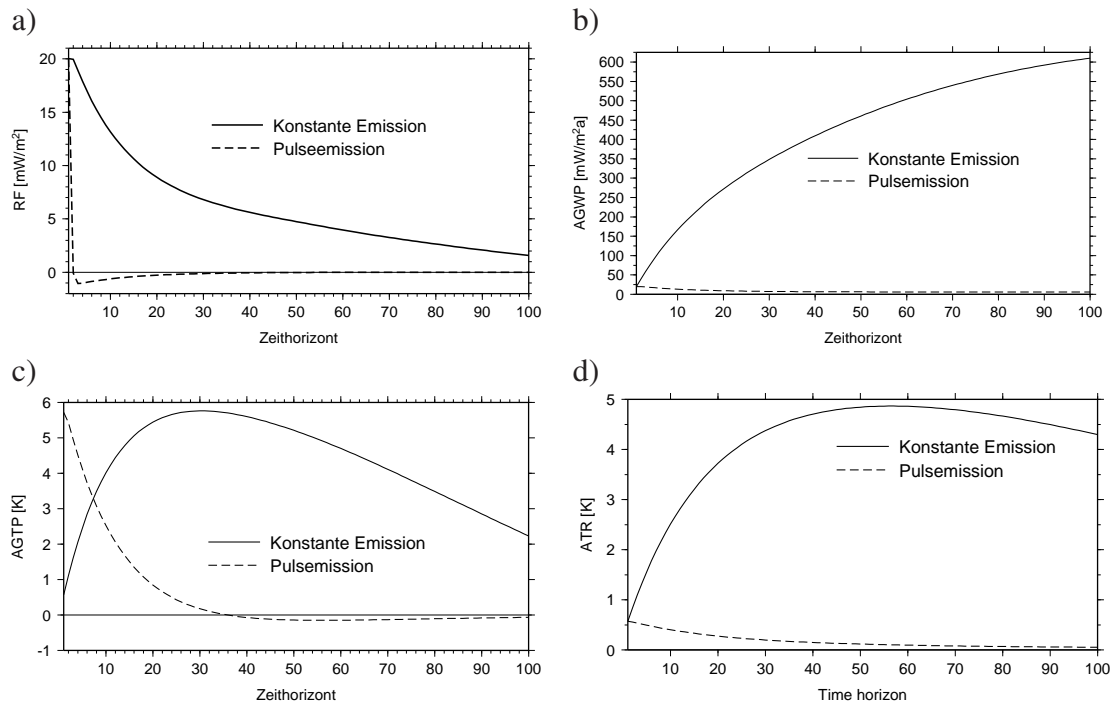 a)
20
15
10
5
0
RF [mW/m²]
Konstante Emission
Pulseemission
10 20 30 40 50 60 70 80 90 100
Zeithorizont
b)
600
550
500
450
400
350
300
250
200
150
100
50
0
AGWP [mW/m²a]
Konstante Emission
Pulsemission
10 20 30 40 50 60 70 80 90 100
Zeithorizont
c)
6
5
4
3
2
1
0
-1
AGTP [K]
Konstante Emission
Pulsemission
10 20 30 40 50 60 70 80 90 100
Zeithorizont
d)
5
4
3
2
1
0
ATR [K]
Konstante Emission
Pulsemission
10 20 30 40 50 60 70 80 90 100
Time horizon